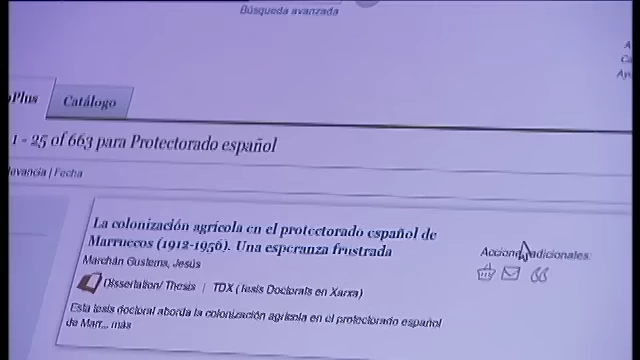 Búsqueda avanzada
Plus
Catálogo
1 - 25 of 663 para Protectorado español
levancia | Fecha
La colonización agrícola en el protectorado español de
Marruecos (1912-1956). Una esperanza frustrada
Marchán Gustems, Jesús
Acciones adicionales:
Dissertation/ Thesis | TDX (Tesis Doctorals en Xarxa)
Esta tesis doctoral aborda la colonización agrícola en el protectorado español
de Marr... más